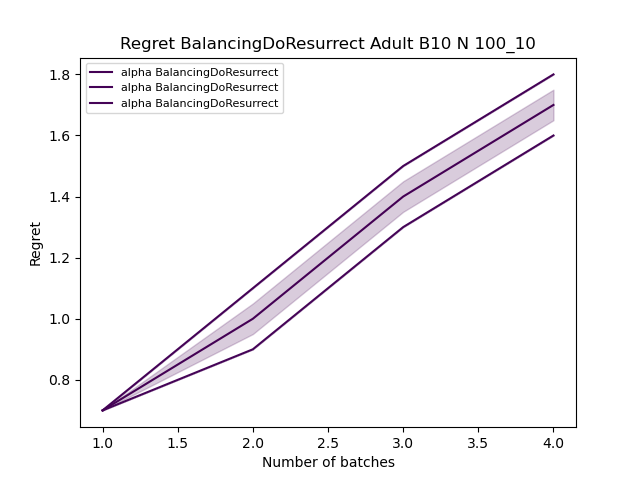 Regret BalancingDoResurrect Adult B10 N 100_10
alpha BalancingDoResurrect
alpha BalancingDoResurrect
alpha BalancingDoResurrect
1.8
1.6
1.4
1.2
1.0
0.8
Regret
1.0 1.5 2.0 2.5 3.0 3.5 4.0
Number of batches